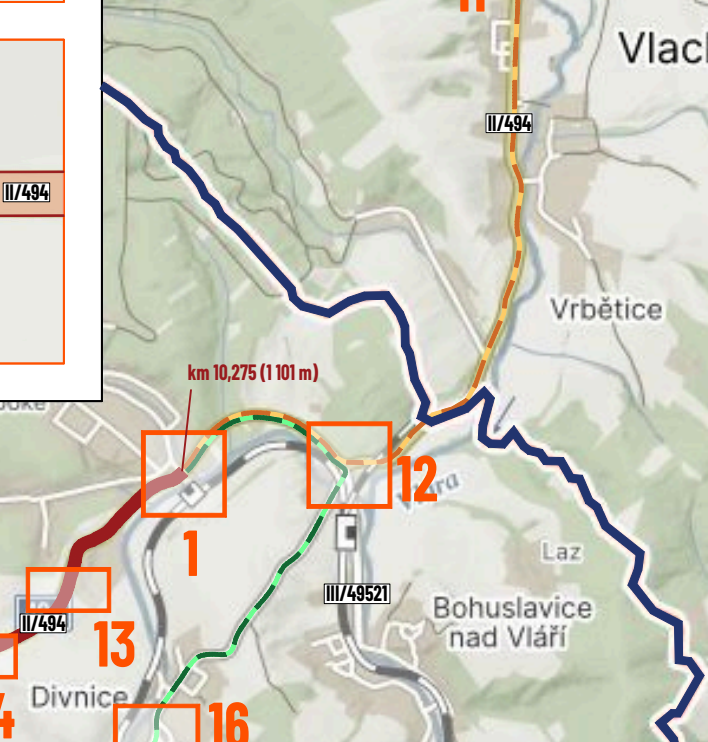 Vlac
II/494
II/494
Vrbětice
km 10,275 (1 101 m)
12
1
Laz
III/49521
Bohuslavice
nad Vláří
II/494
13
Divnice
16